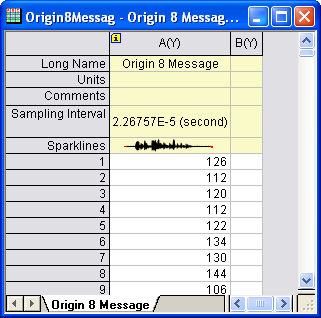 Origin8Messag - Origin 8 Messag...
A(Y) B(Y)
Long Name Origin 8 Message
Units
Comments
Sampling Interval 2.26757E-5 (second)
Sparklines
1 126
2 112
3 120
4 112
5 122
6 134
7 130
8 144
9 106
Origin 8 Message